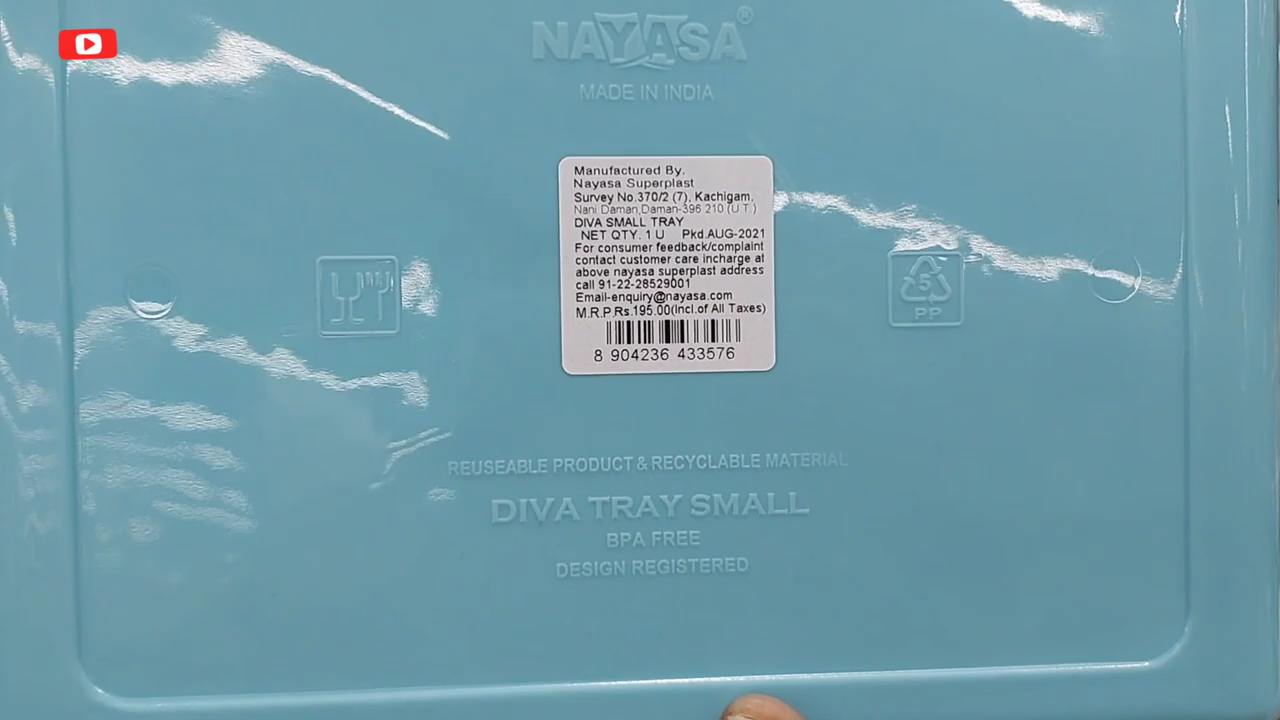 NAYASA®
MADE IN INDIA
Manufactured By,
Nayasa Superplast
Survey No.370/2 (7), Kachigam,
Nani Daman,Daman-396 210 (U.T.)
DIVA SMALL TRAY
NET QTY. 1 U Pkd.AUG-2021
For consumer feedback/complaint
contact customer care incharge at
above nayasa superplast address
call 91-22-28529001
Email-enquiry@nayasa.com
M.R.P.Rs.195.00(Incl.of All Taxes)
8 904236 433576
5
PP
REUSEABLE PRODUCT & RECYCLABLE MATERIAL
DIVA TRAY SMALL
BPA FREE
DESIGN REGISTERED